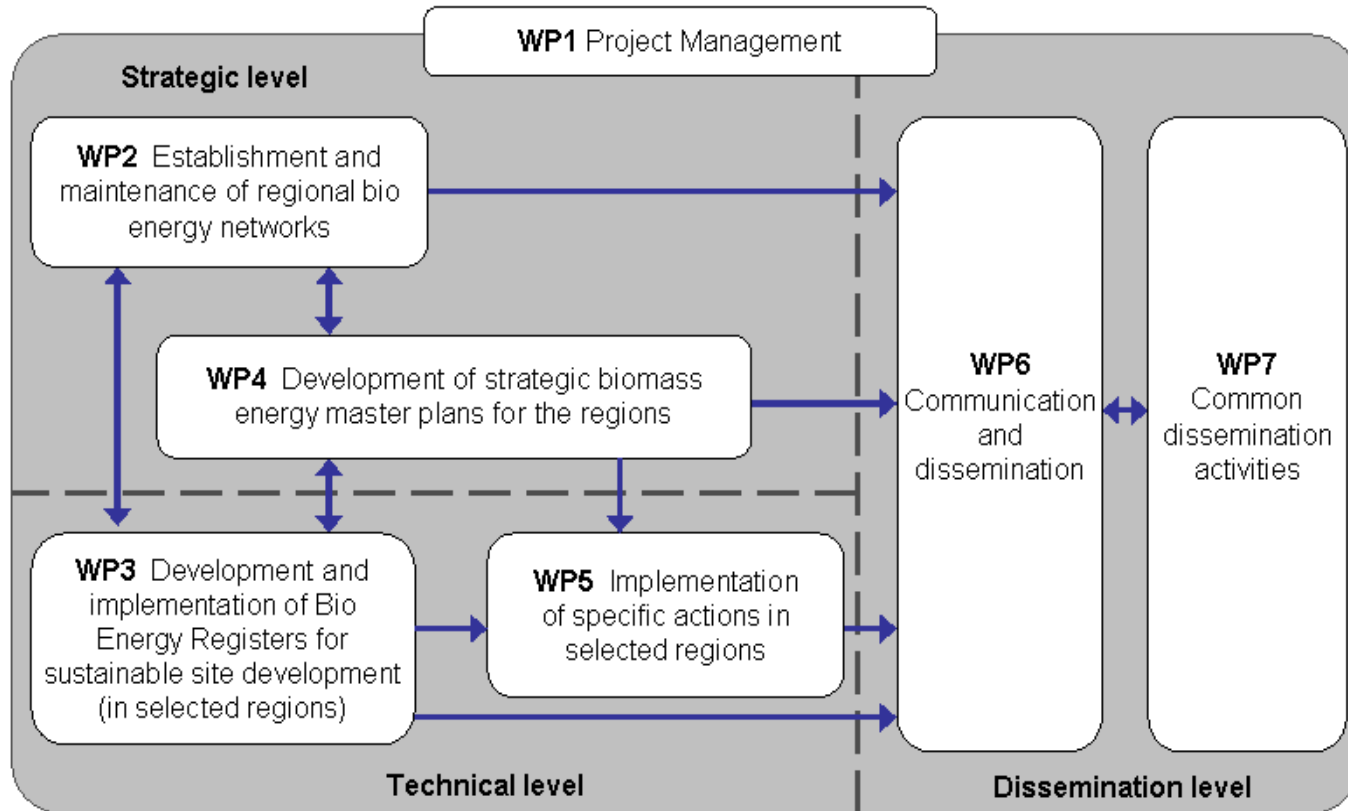 WP1 Project Management
Strategic level
WP2 Establishment and
maintenance of regional bio
energy networks
WP4 Development of strategic biomass
energy master plans for the regions
WP3 Development and
implementation of Bio
Energy Registers for
sustainable site development
(in selected regions)
WP5 Implementation
of specific actions in
selected regions
Technical level
WP6
Communication
and
dissemination
WP7
Common
dissemination
activities
Dissemination level